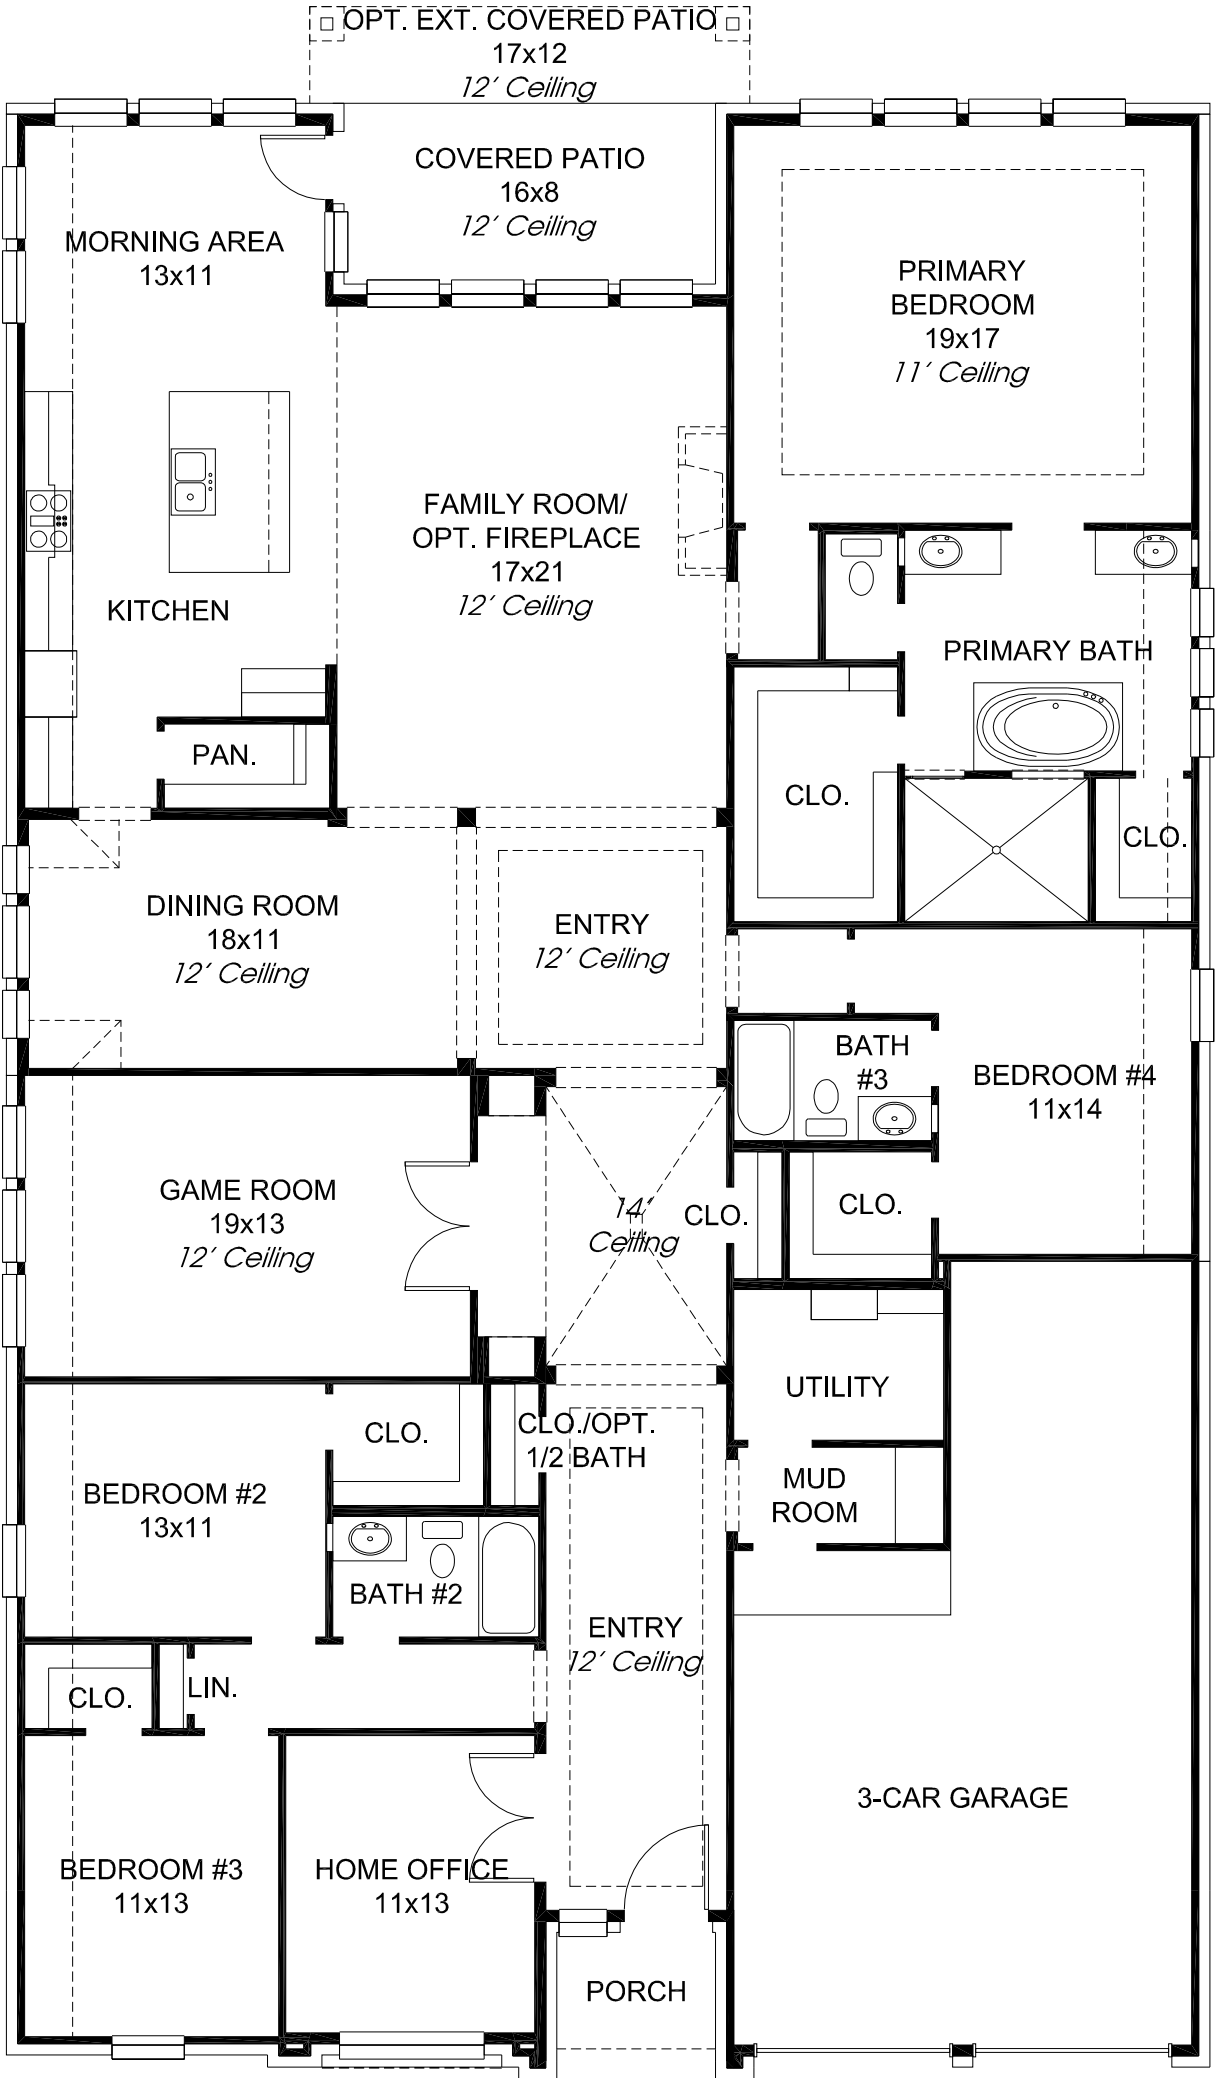 OPT. EXT. COVERED PATIO
17x12
12' Ceiling
COVERED PATIO
16x8
12' Ceiling
MORNING AREA
13x11
PRIMARY
BEDROOM
19x17
11' Ceiling
FAMILY ROOM/
OPT. FIREPLACE
17x21
12' Ceiling
KITCHEN
PRIMARY BATH
PAN.
CLO.
CLO.
DINING ROOM
18x11
12' Ceiling
ENTRY
12' Ceiling
BATH
#3
BEDROOM #4
11x14
GAME ROOM
19x13
12' Ceiling
14'
Ceiling
CLO.
CLO.
UTILITY
CLO.
CLO./OPT.
1/2 BATH
BEDROOM #2
13x11
MUD
ROOM
BATH #2
ENTRY
12' Ceiling
CLO.
LIN.
3-CAR GARAGE
BEDROOM #3
11x13
HOME OFFICE
11x13
PORCH